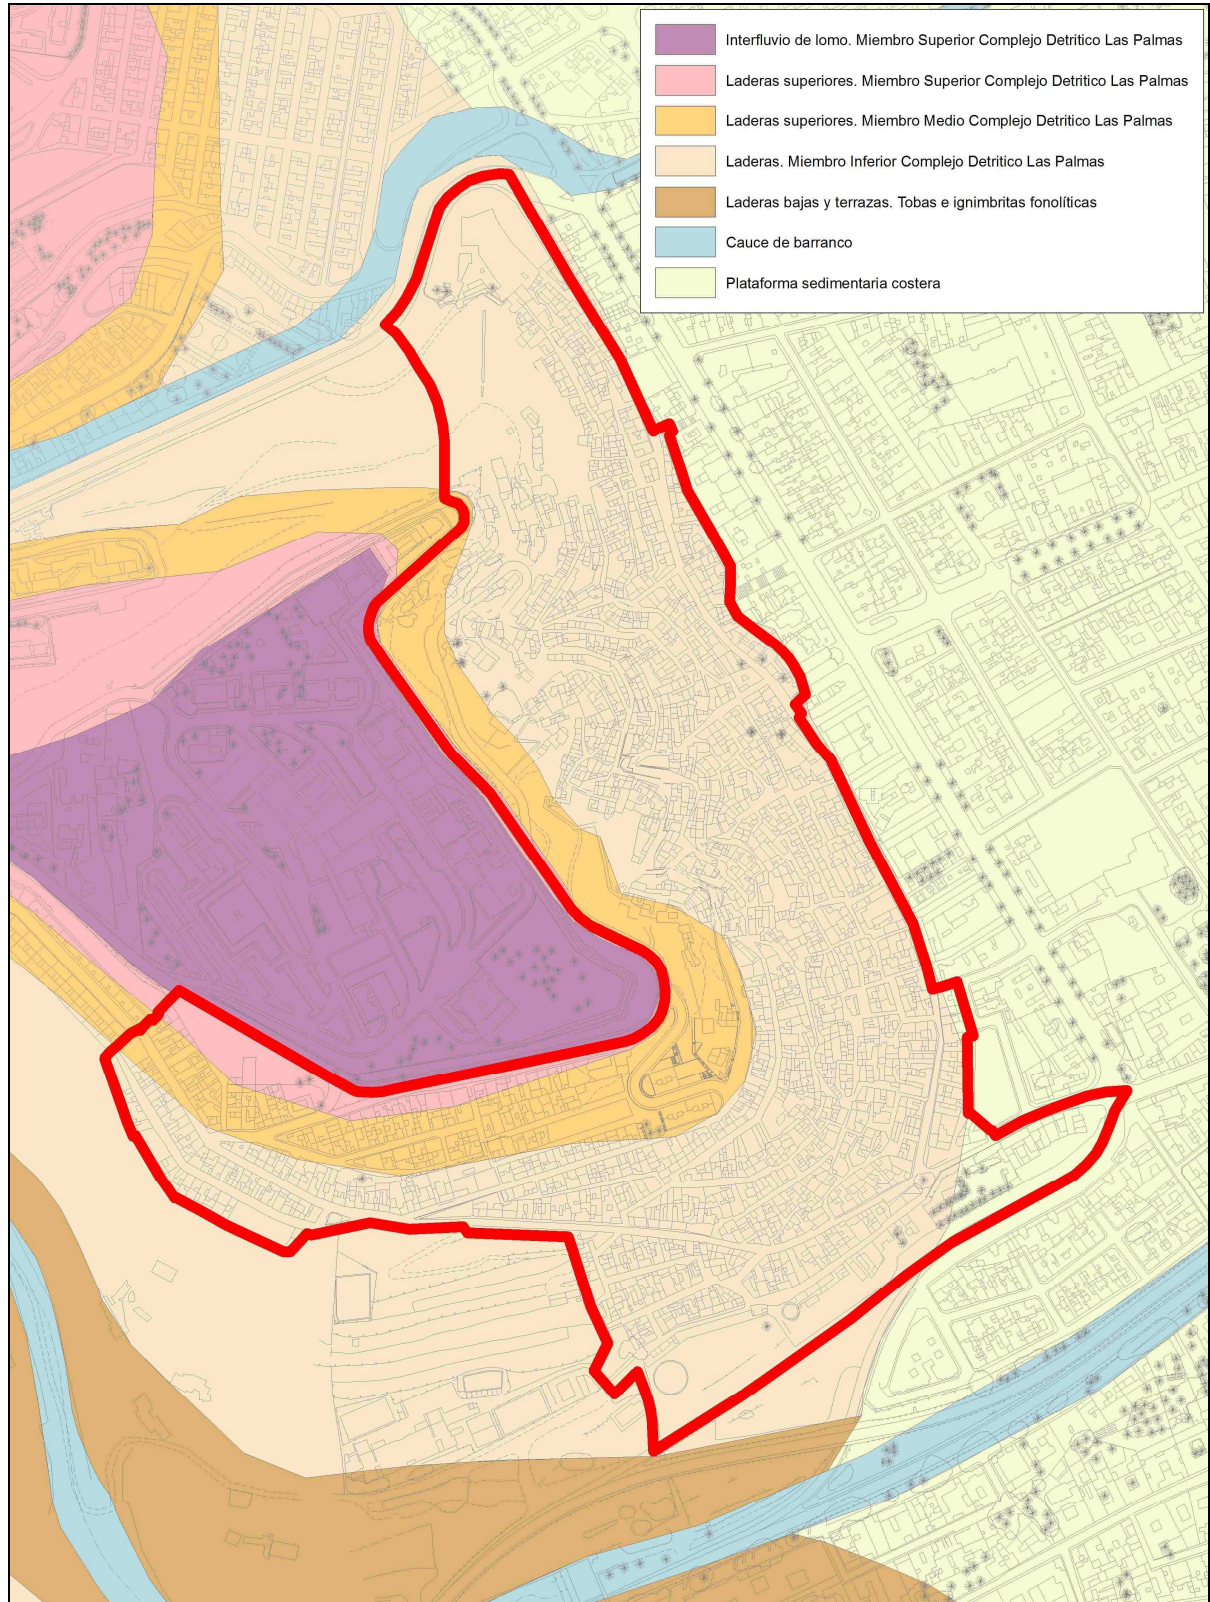 Interfluvio de lomo. Miembro Superior Complejo Detritico Las Palmas
Laderas superiores. Miembro Superior Complejo Detritico Las Palmas
Laderas superiores. Miembro Medio Complejo Detritico Las Palmas
Laderas. Miembro Inferior Complejo Detritico Las Palmas
Laderas bajas y terrazas. Tobas e ignimbritas fonolíticas
Cauce de barranco
Plataforma sedimentaria costera